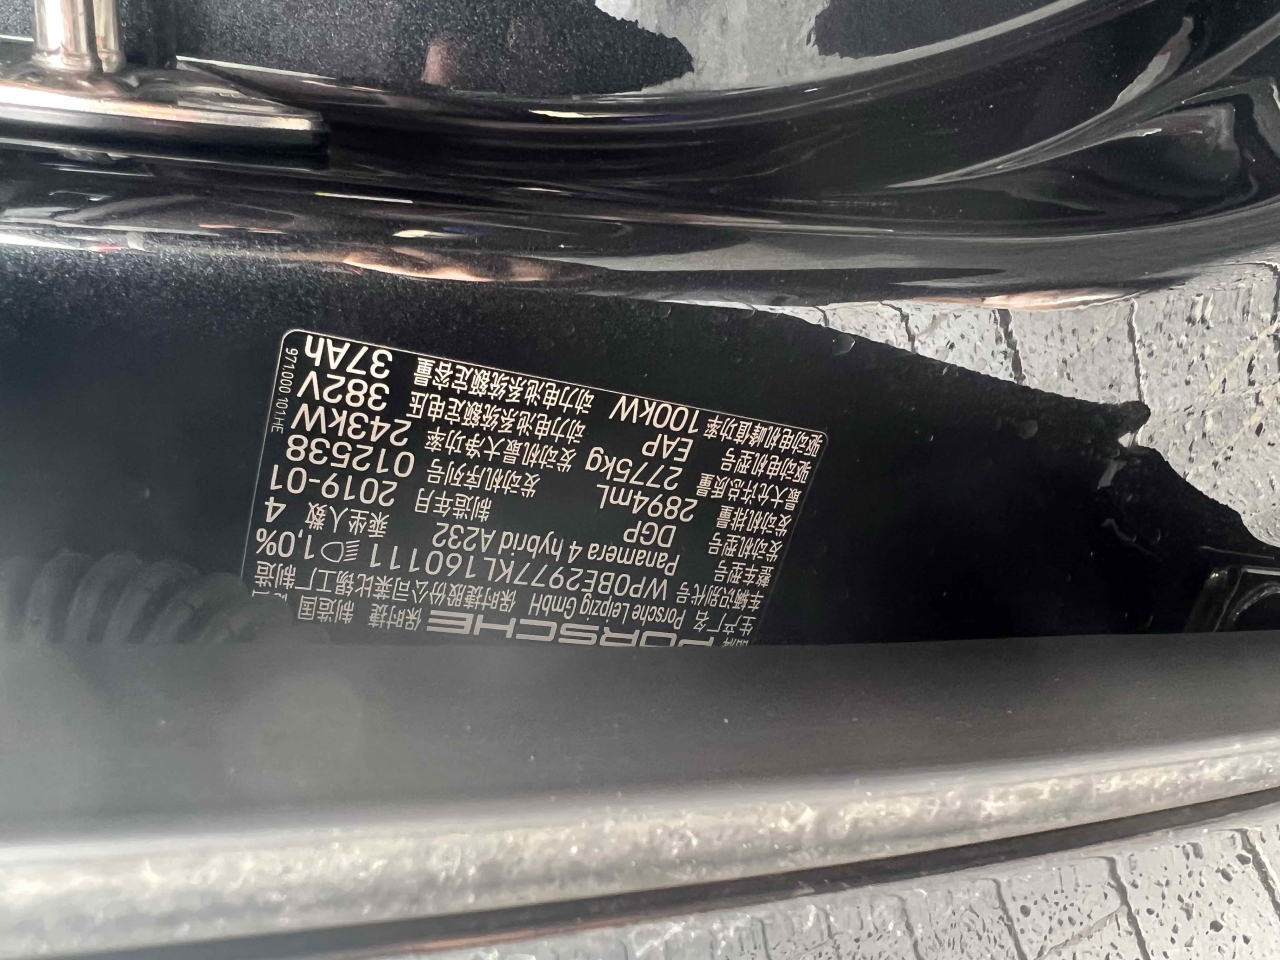 PORSCHE 保时捷 制造国
生产厂名 Porsche Leipzig GmbH 保时捷股份公司莱比锡工厂制造
车辆识别代号 WP0BE2977KL160111 1,0%
整车型号 Panamera 4 hybrid A232 乘坐人数 4
发动机型号 DGP 制造年月 2019-01
发动机排量 2894mL 发动机序列号 012538
最大允许总质量 2775kg 发动机最大净功率 243kW
驱动电机型号 EAP 动力电池系统额定电压 382V
驱动电机峰值功率 100kW 动力电池系统额定容量 37Ah
971.000.101.HE